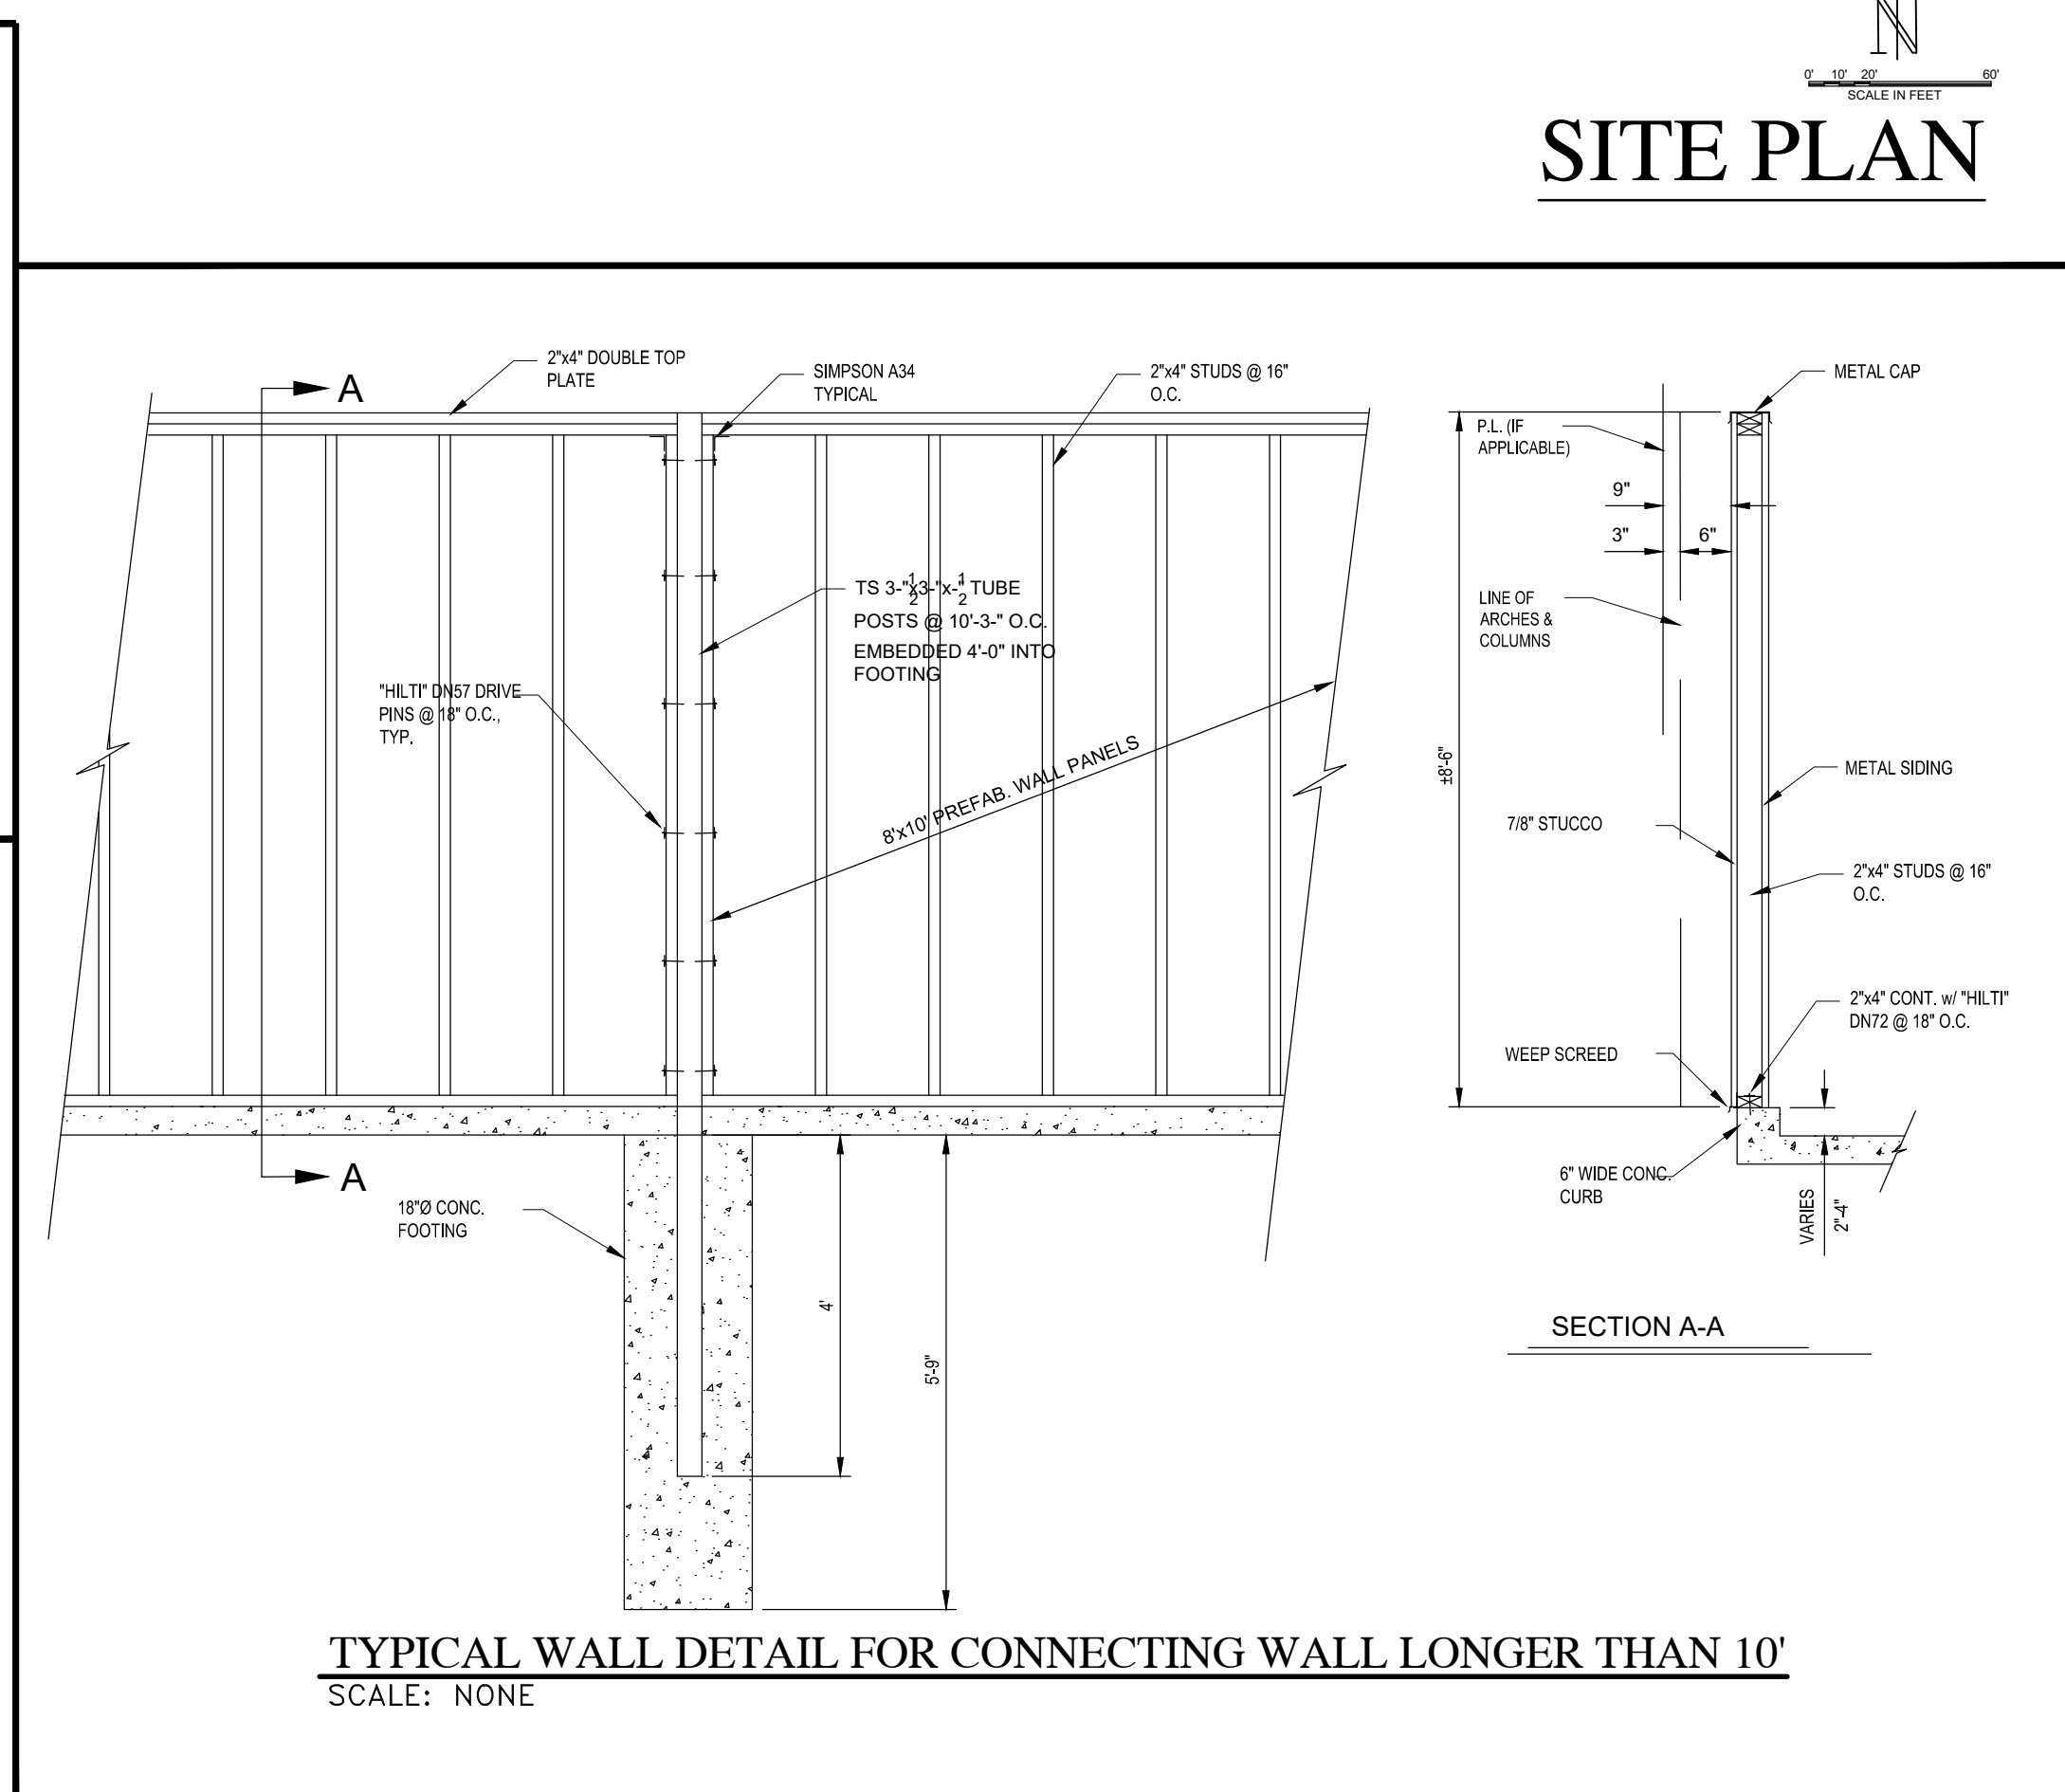 N
0' 10' 20' 60'
SCALE IN FEET
SITE PLAN
A
2"x4" DOUBLE TOP
PLATE
SIMPSON A34
TYPICAL
2"x4" STUDS @ 16"
O.C.
METAL CAP
P.L. (IF
APPLICABLE)
9"
3" 6"
LINE OF
ARCHES &
COLUMNS
TS 3-"x3-"x-" TUBE
1 1
2 2
POSTS @ 10'-3-" O.C.
EMBEDDED 4'-0" INTO
FOOTING
"HILTI" DN57 DRIVE
PINS @ 18" O.C.,
TYP.
8'x10' PREFAB. WALL PANELS
±8'-6"
METAL SIDING
7/8" STUCCO
2"x4" STUDS @ 16"
O.C.
2"x4" CONT. w/ "HILTI"
DN72 @ 18" O.C.
WEEP SCREED
A
6" WIDE CONC.
CURB
VARIES
2"-4"
18"Ø CONC.
FOOTING
4'
5'-9"
SECTION A-A
TYPICAL WALL DETAIL FOR CONNECTING WALL LONGER THAN 10'
SCALE: NONE